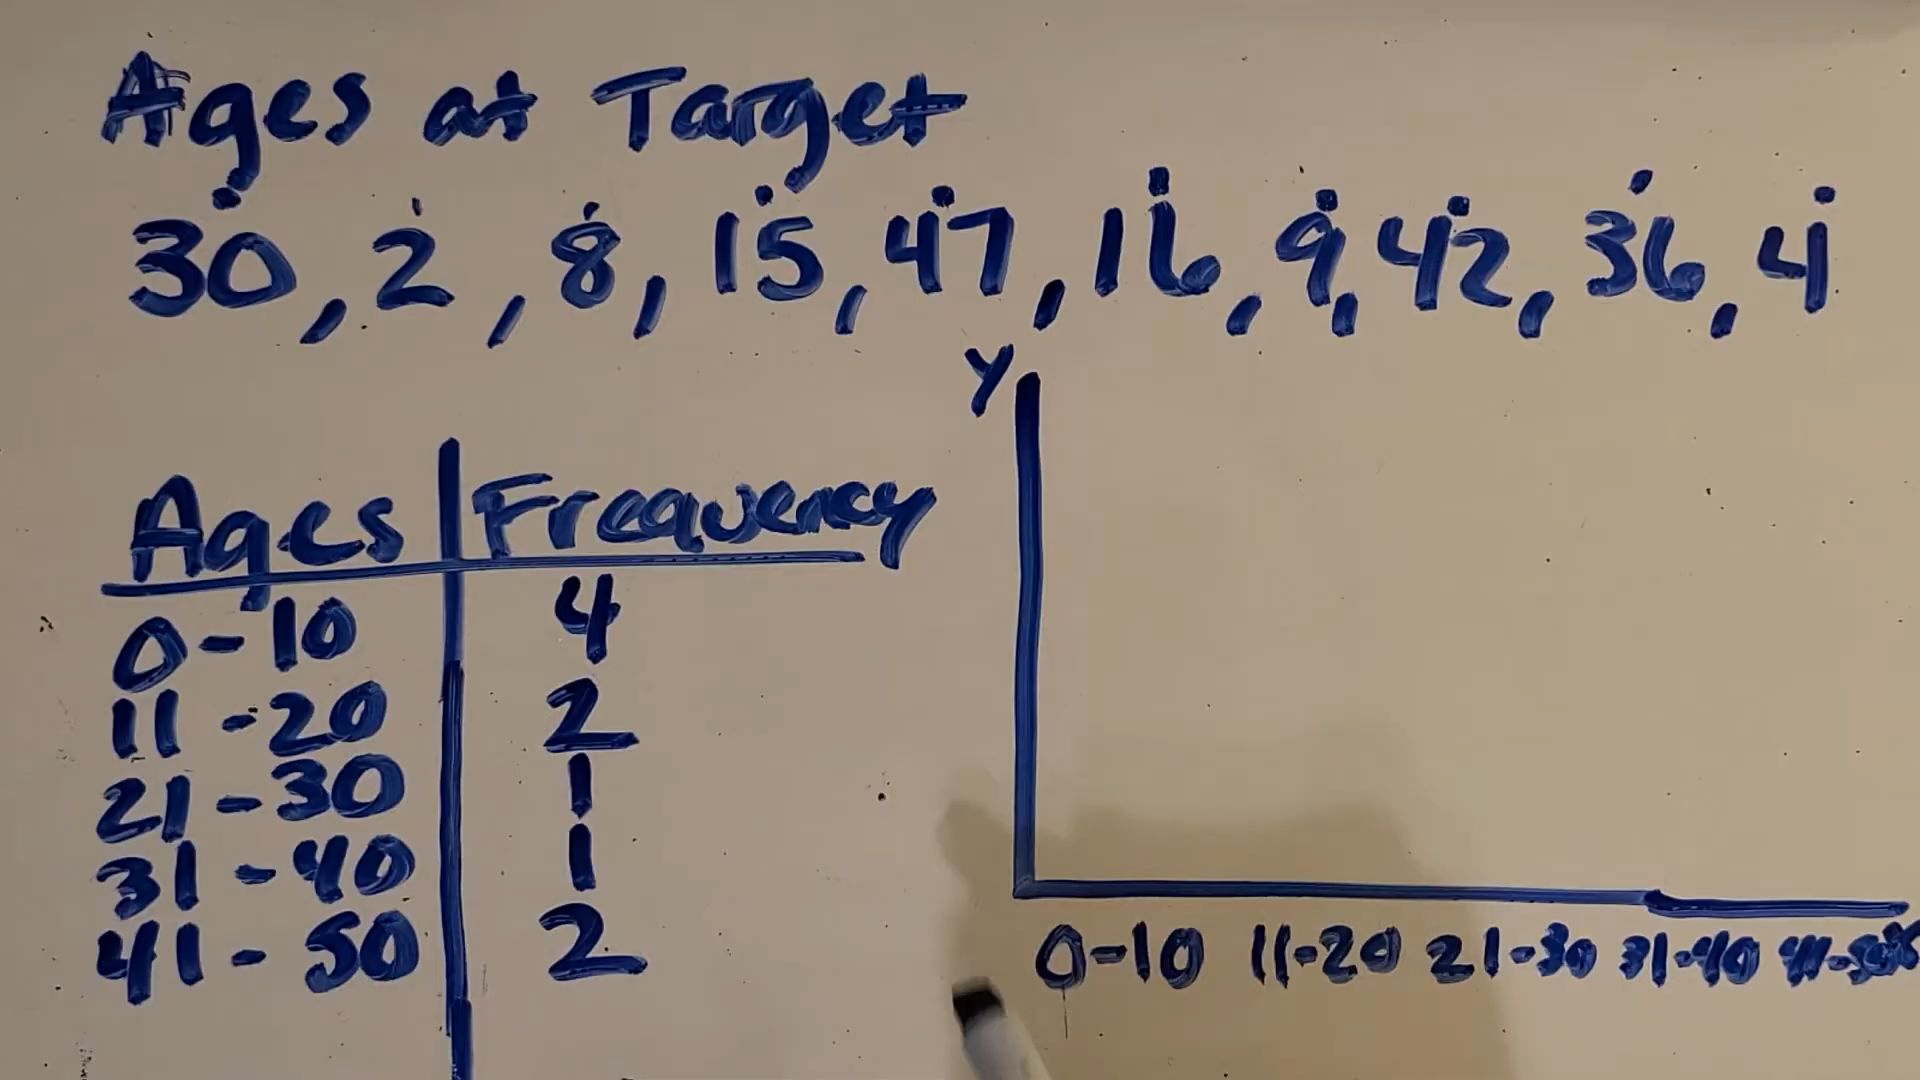 Ages at Target
30, 2, 8, 15, 47, 16, 9, 42, 36, 4
Y
Ages Frequency
0-10 4
11-20 2
21-30 1
31-40 1
41-50 2
0-10 11-20 21-30 31-40 41-50